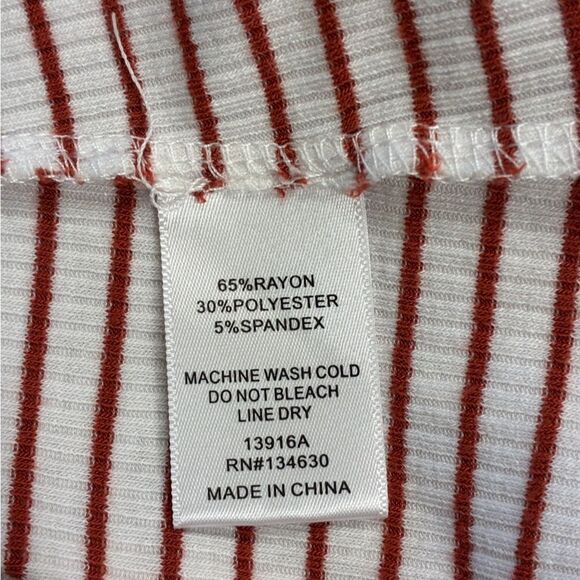 65%RAYON
30%POLYESTER
5%SPANDEX
MACHINE WASH COLD
DO NOT BLEACH
LINE DRY
13916A
RN#134630
MADE IN CHINA